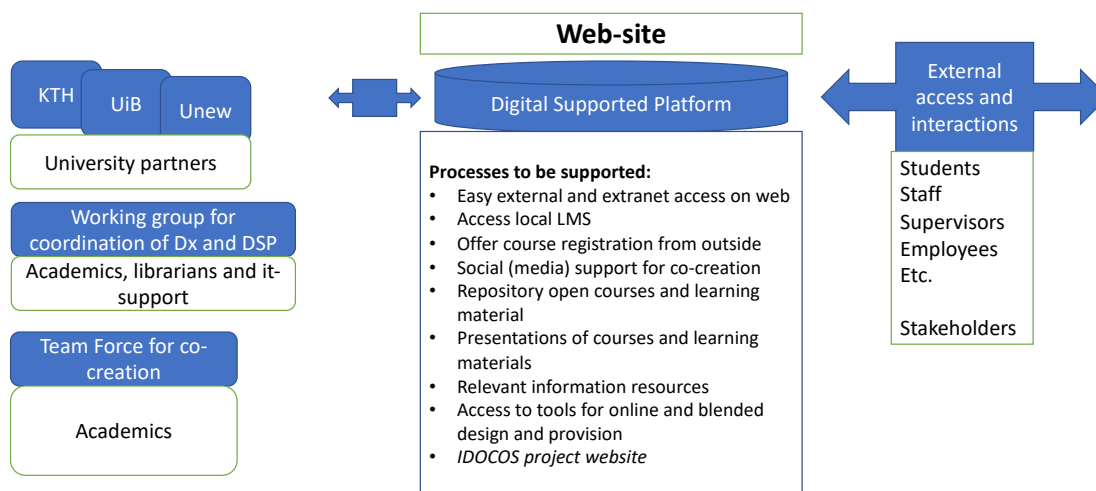 Web-site
KTH
UiB
Unew
University partners
Working group for
coordination of Dx and DSP
Academics, librarians and it-
support
Team Force for co-
creation
Academics
Digital Supported Platform
Processes to be supported:
• Easy external and extranet access on web
• Access local LMS
• Offer course registration from outside
• Social (media) support for co-creation
• Repository open courses and learning
material
• Presentations of courses and learning
materials
• Relevant information resources
• Access to tools for online and blended
design and provision
• IDOCOS project website
External
access and
interactions
Students
Staff
Supervisors
Employees
Etc.
Stakeholders